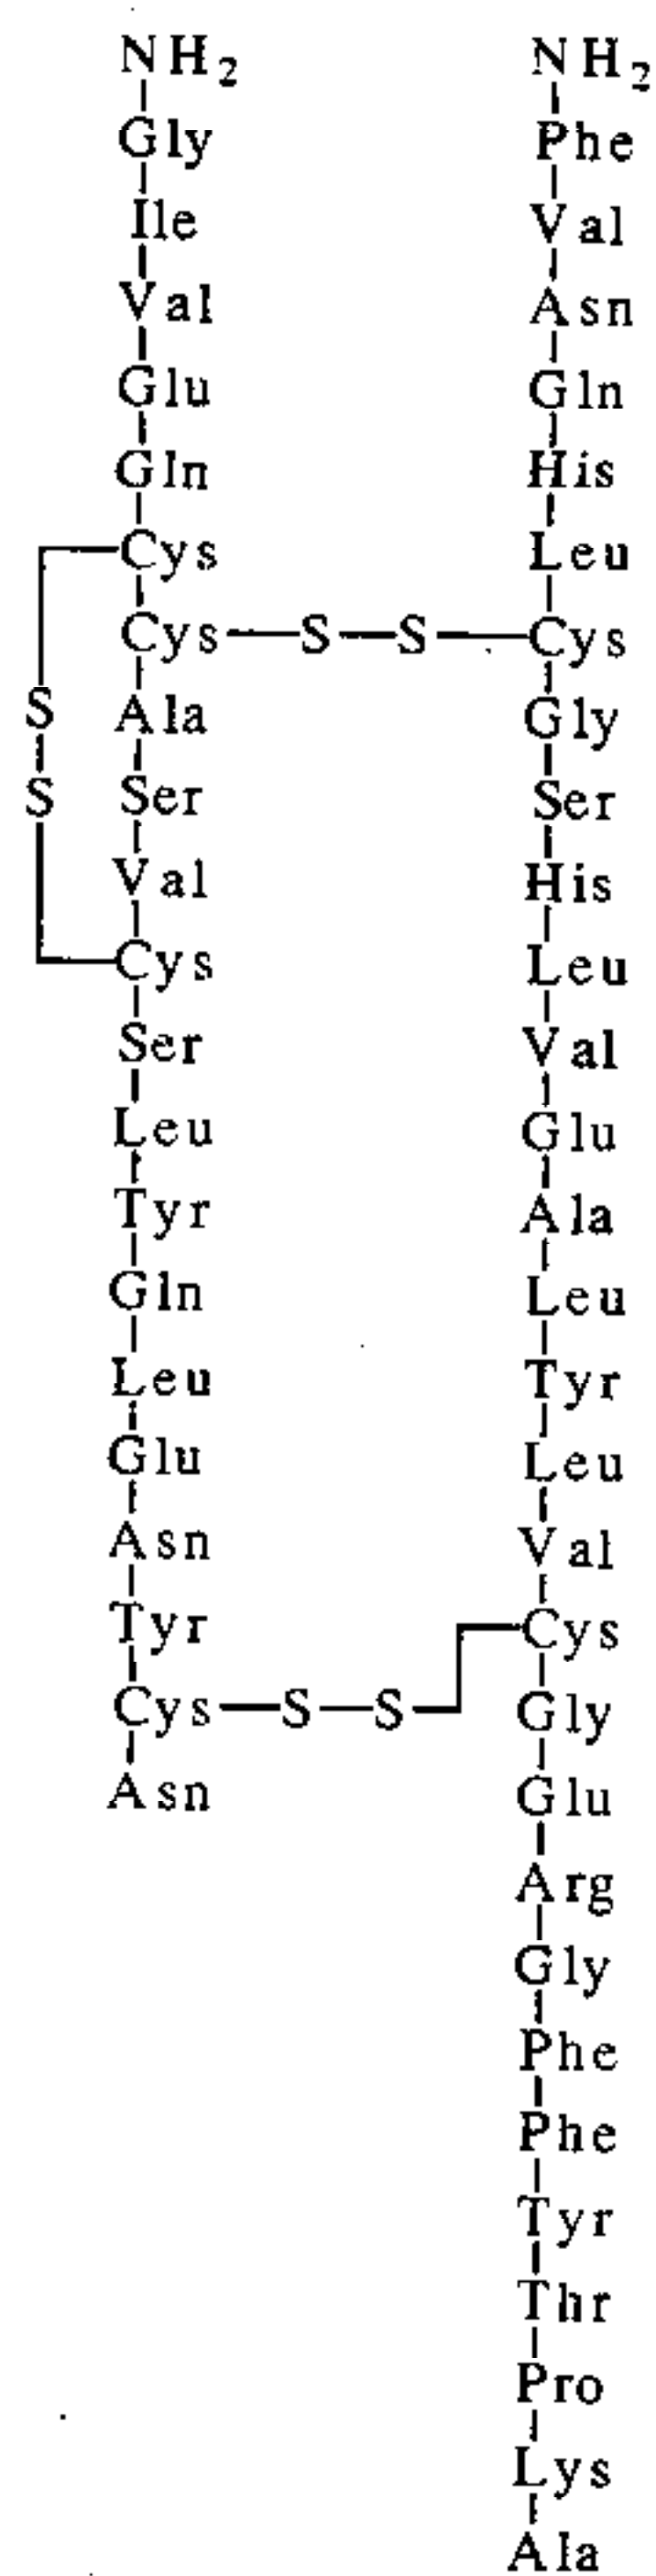 NH2 NH2
Gly Phe
Ile Val
Val Asn
Glu Gln
Gln His
Cys Leu
Cys S S Cys
S Ala Gly
S Ser Ser
Val His
Cys Leu
Ser Val
Leu Glu
Tyr Ala
Gln Leu
Leu Tyr
Glu Leu
Asn Val
Tyr Cys
Cys S S Gly
Asn Glu
Arg
Gly
Phe
Phe
Tyr
Thr
Pro
Lys
Ala